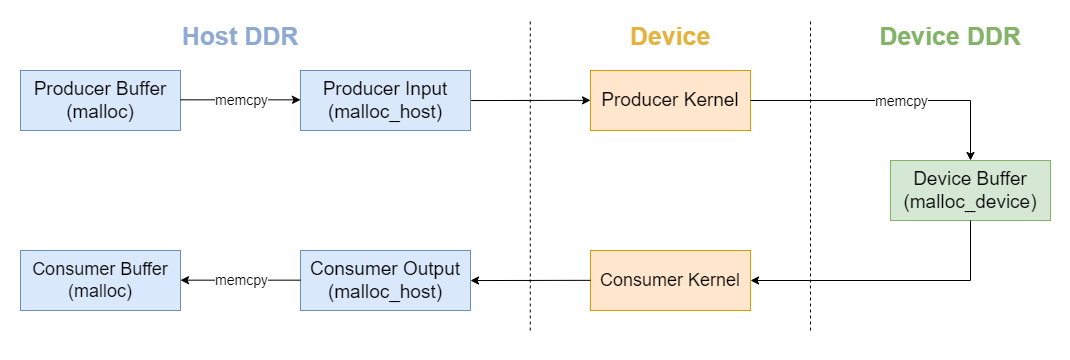 Host DDR
Device
Device DDR
Producer Buffer
(malloc)
memcpy
Producer Input
(malloc_host)
Producer Kernel
memcpy
Device Buffer
(malloc_device)
Consumer Buffer
(malloc)
memcpy
Consumer Output
(malloc_host)
Consumer Kernel